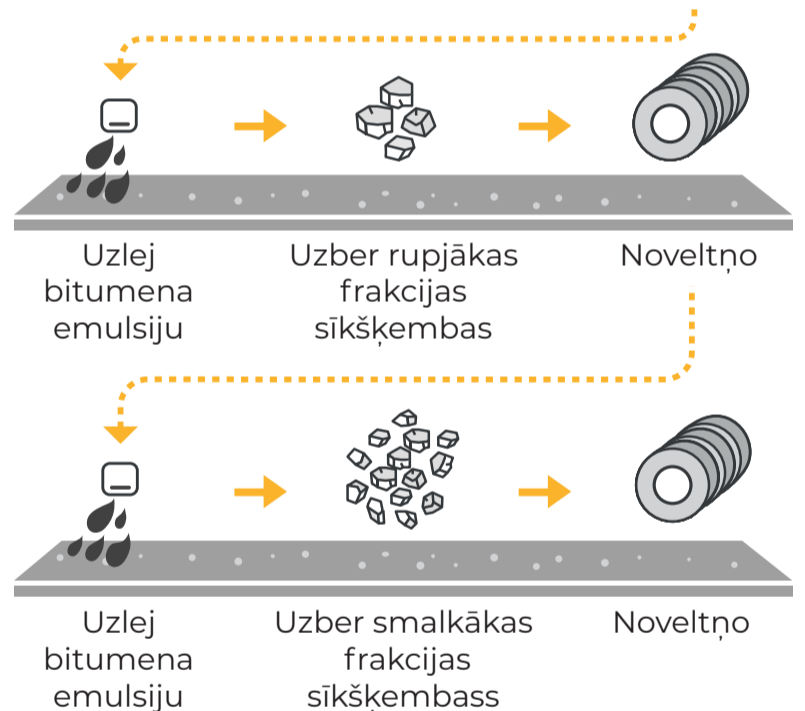 Uzlej
bitumena
emulsiju
Uzber rupjākas
frakcijas
sīkšķembas
Noveltņo
Uzlej
bitumena
emulsiju
Uzber smalkākas
frakcijas
sīkšķembass
Noveltņo